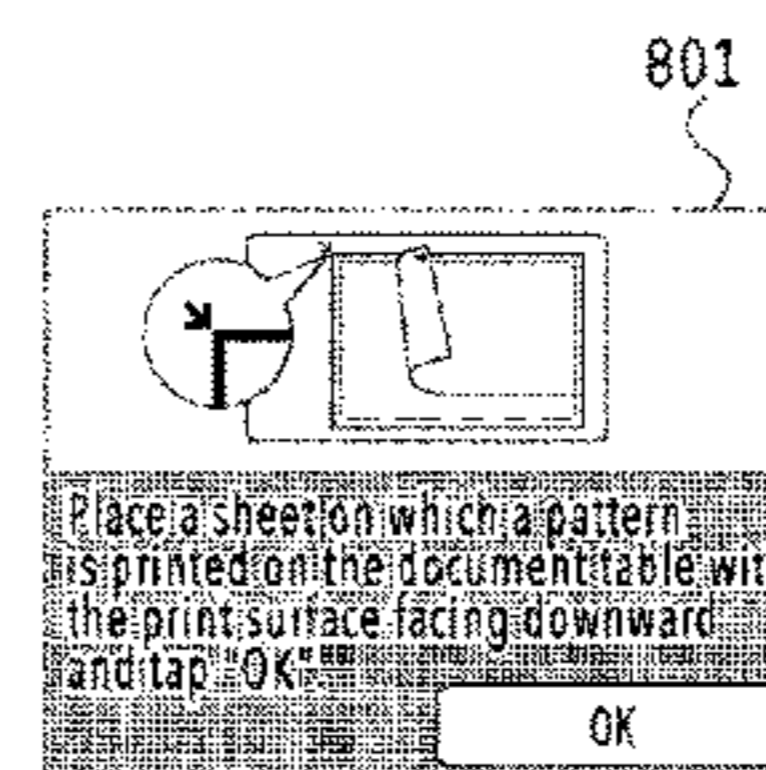 801
Place a sheet on which a pattern
is printed on the document table wit
the print surface facing downward
and tap "OK".
OK